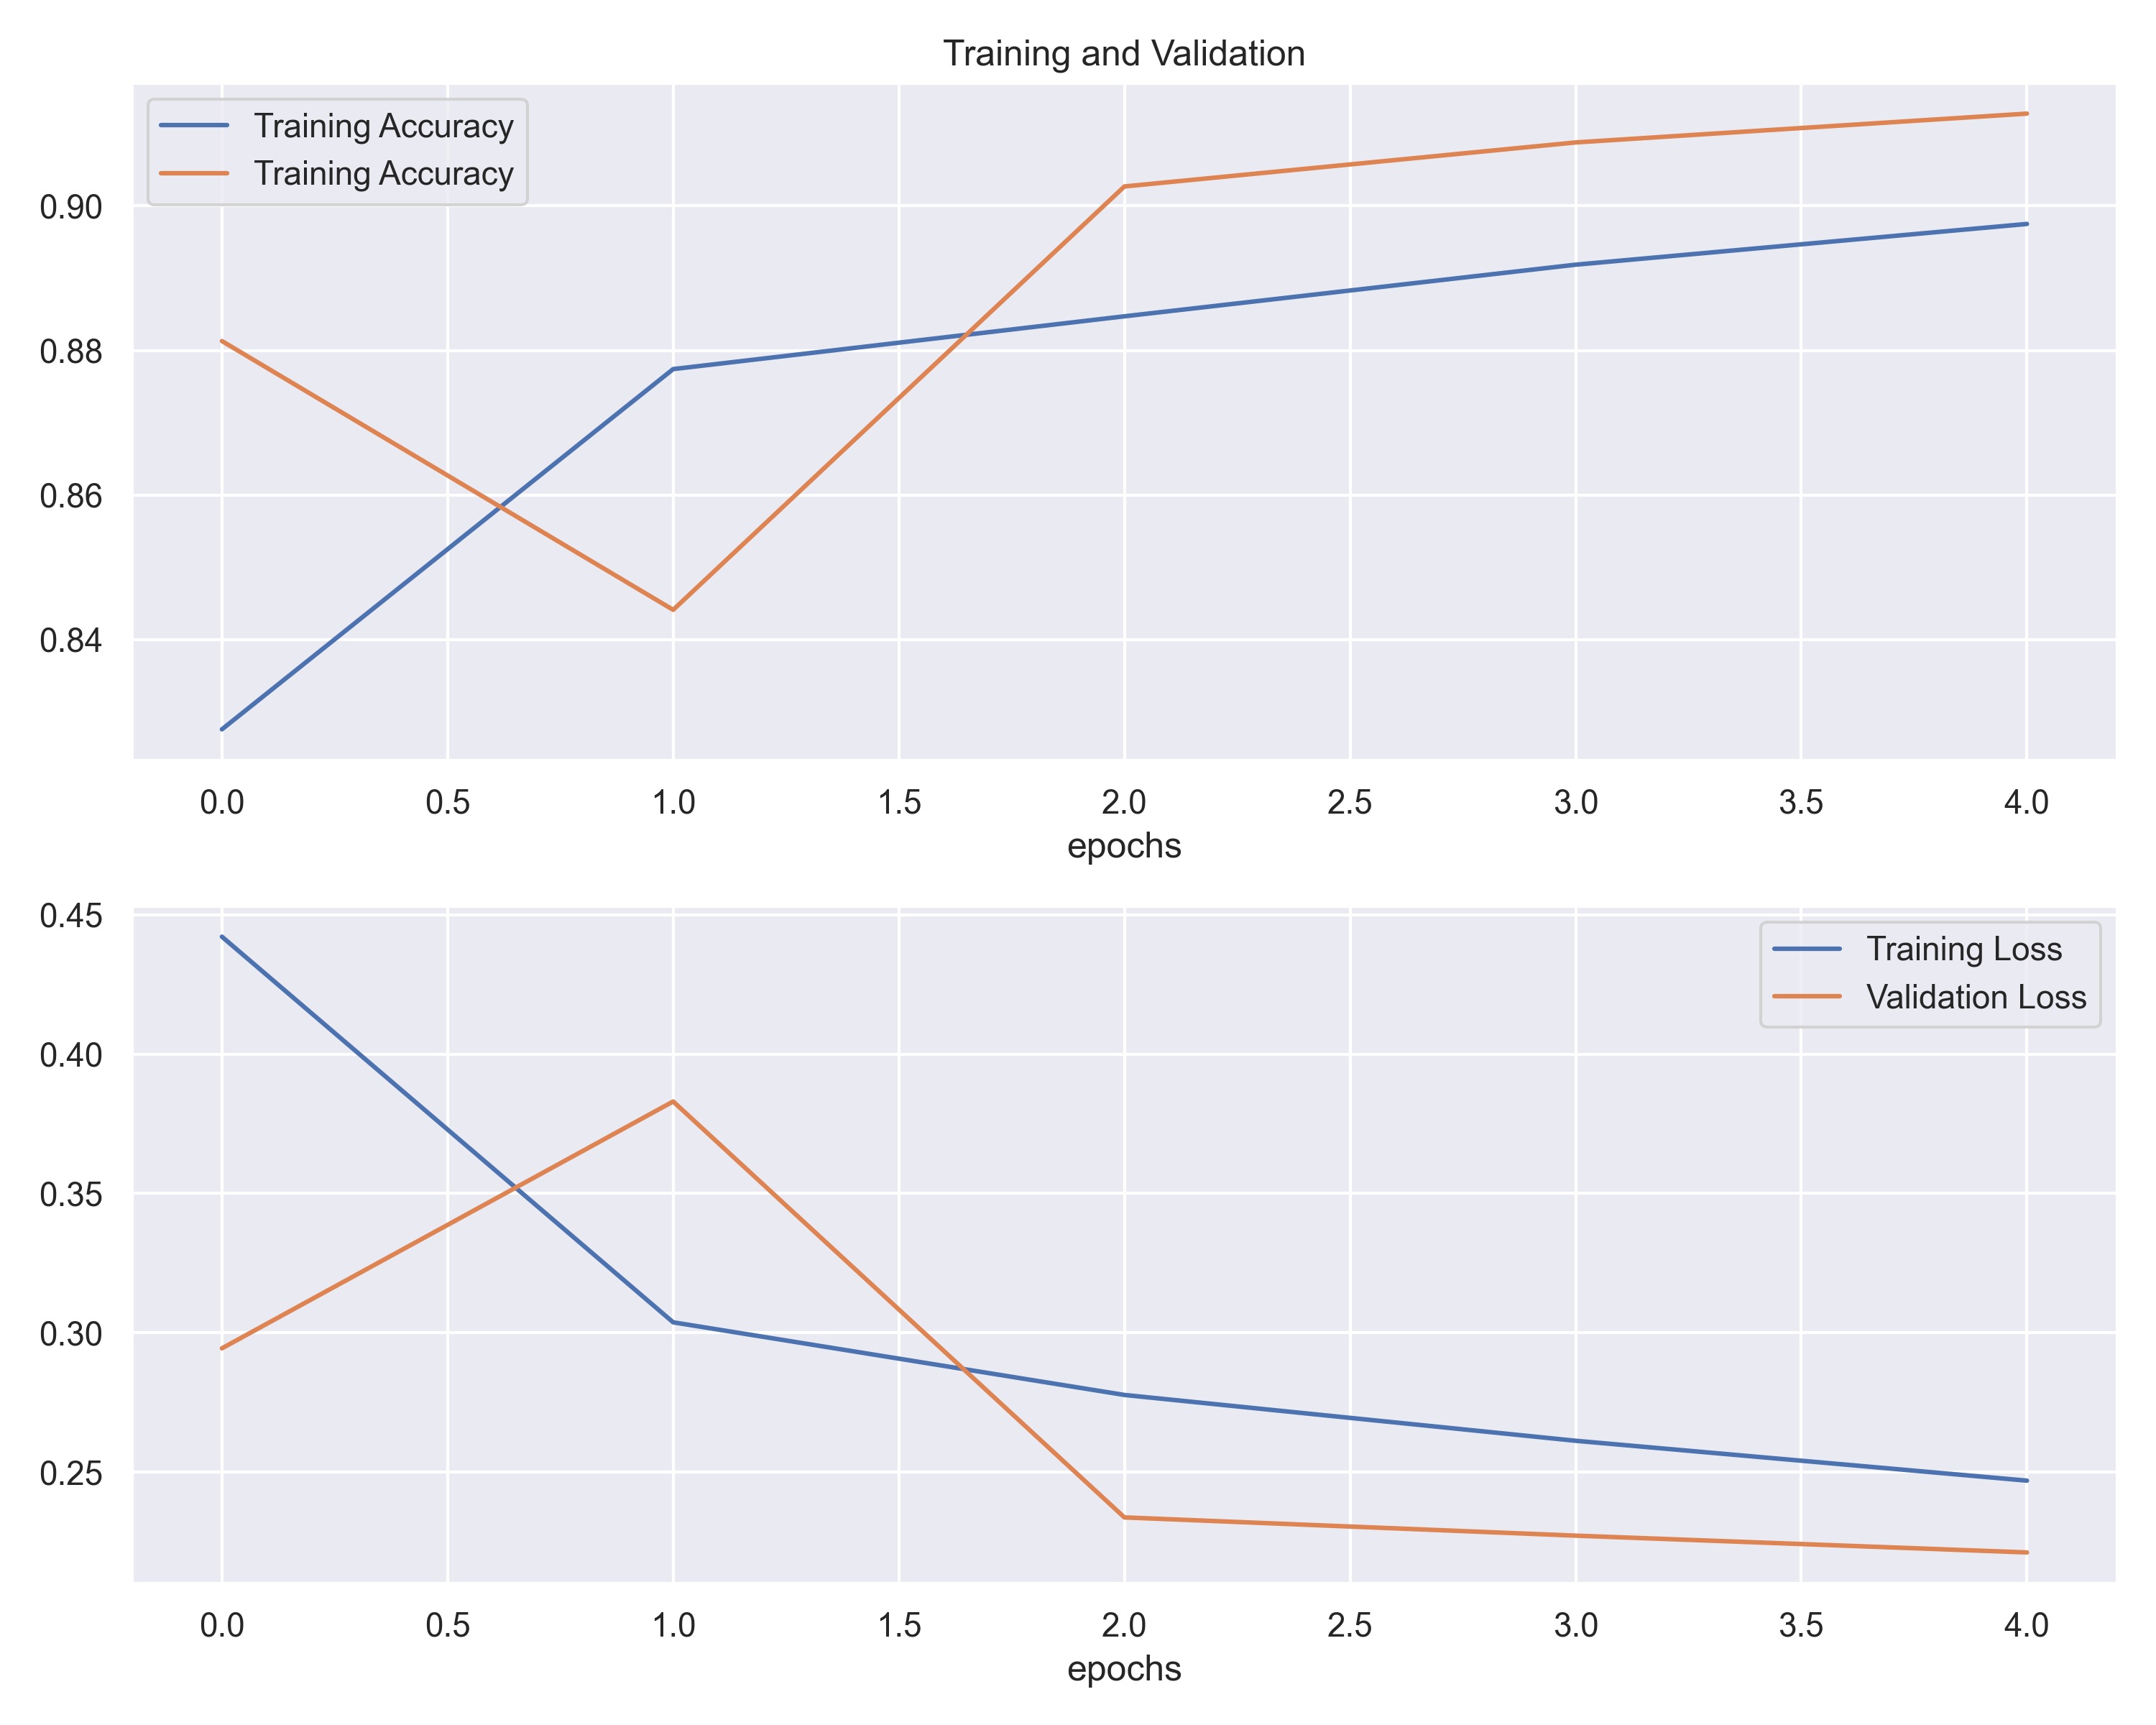 Training and Validation
Training Accuracy
Training Accuracy
0.90
0.88
0.86
0.84
0.0 0.5 1.0 1.5 2.0 2.5 3.0 3.5 4.0
epochs
0.45
Training Loss
Validation Loss
0.40
0.35
0.30
0.25
0.0 0.5 1.0 1.5 2.0 2.5 3.0 3.5 4.0
epochs